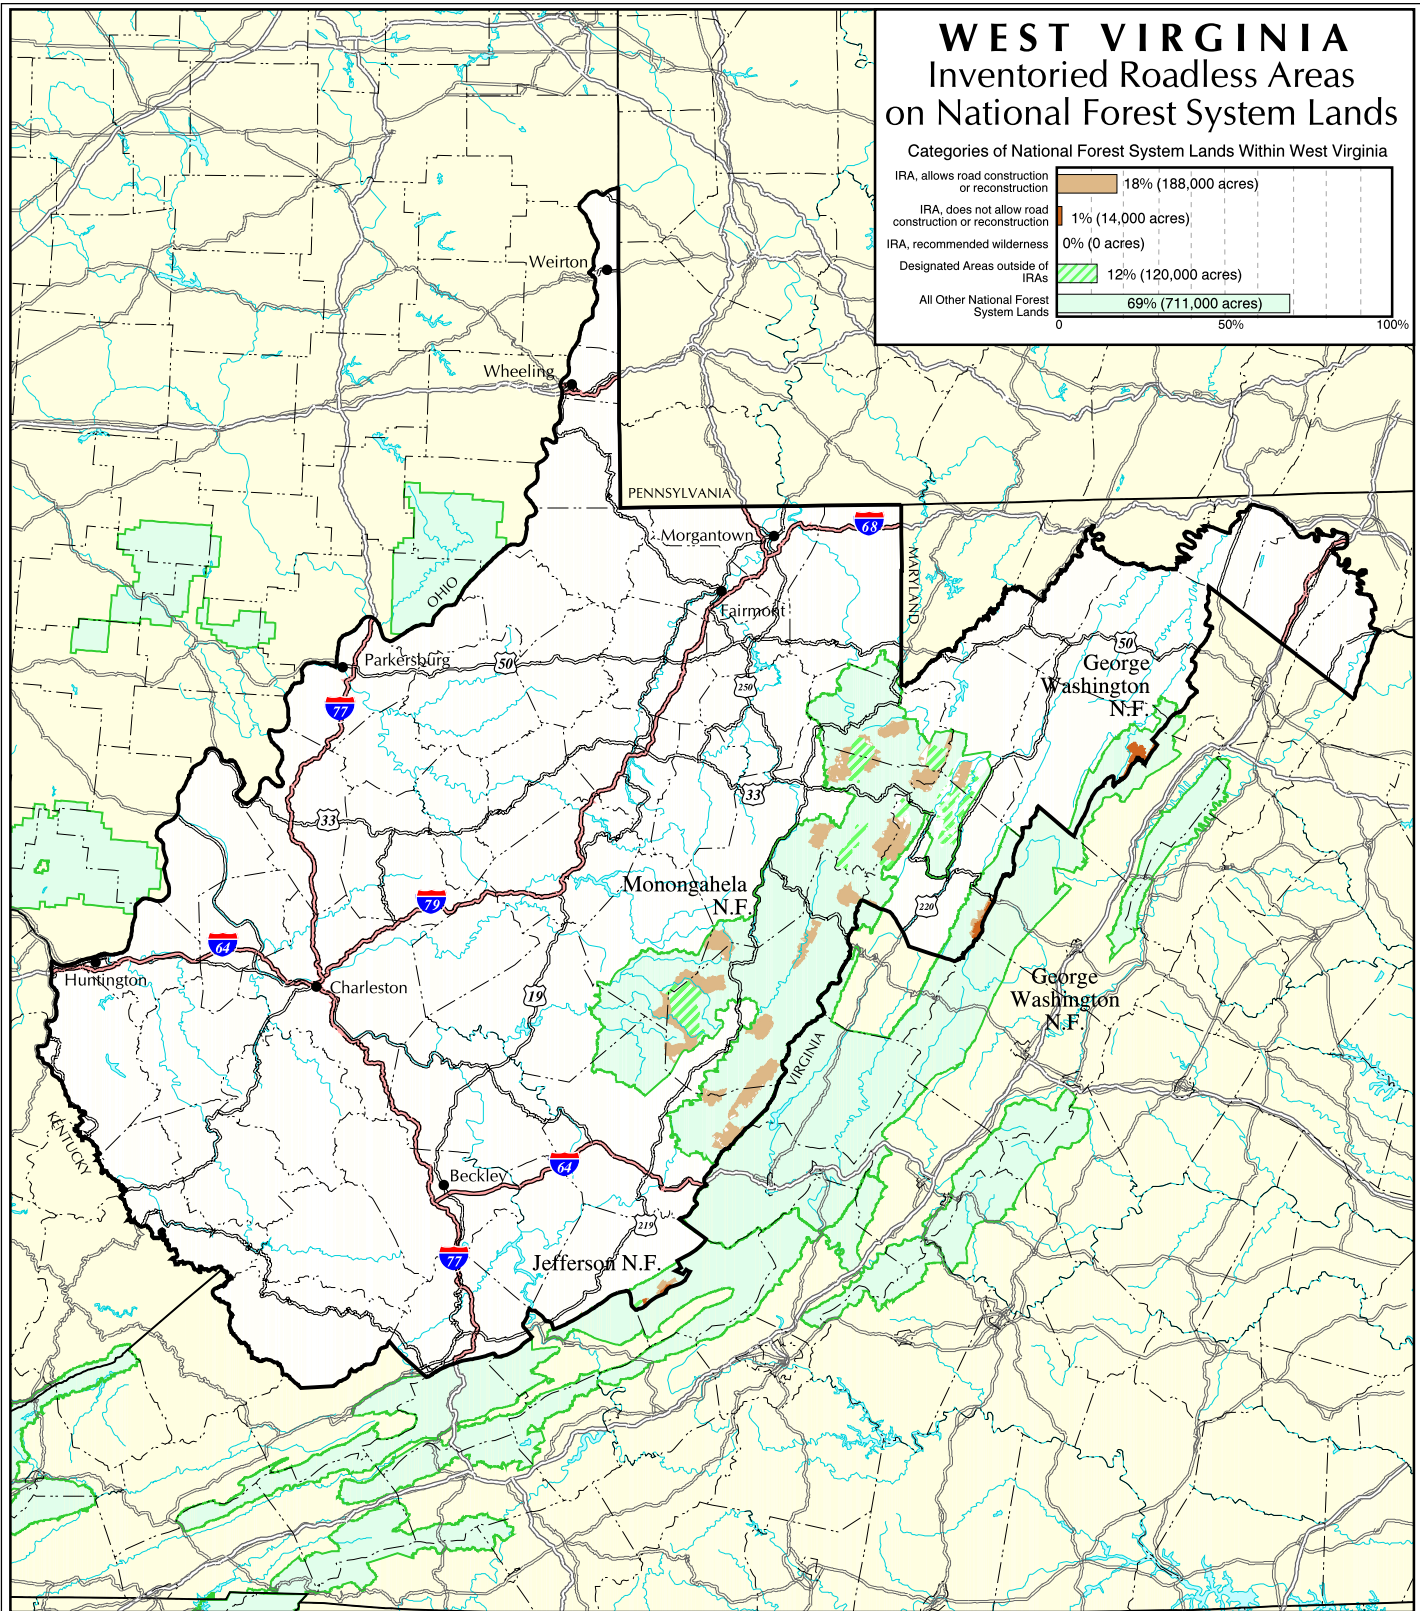 WEST VIRGINIA
Inventoried Roadless Areas
on National Forest System Lands
Categories of National Forest System Lands Within West Virginia
IRA, allows road construction
or reconstruction
18% (188,000 acres)
IRA, does not allow road
construction or reconstruction
1% (14,000 acres)
IRA, recommended wilderness
0% (0 acres)
Designated Areas outside of
IRAs
12% (120,000 acres)
All Other National Forest
System Lands
69% (711,000 acres)
0
50%
100%
Weirton
Wheeling
PENNSYLVANIA
Morgantown
68
MARYLAND
OHIO
Fairmont
Parkersburg
50
50
George
Washington
N.F.
250
77
33
33
Monongahela
N.F.
79
220
64
Huntington
Charleston
19
George
Washington
N.F.
VIRGINIA
KENTUCKY
64
Beckley
219
77
Jefferson N.F.